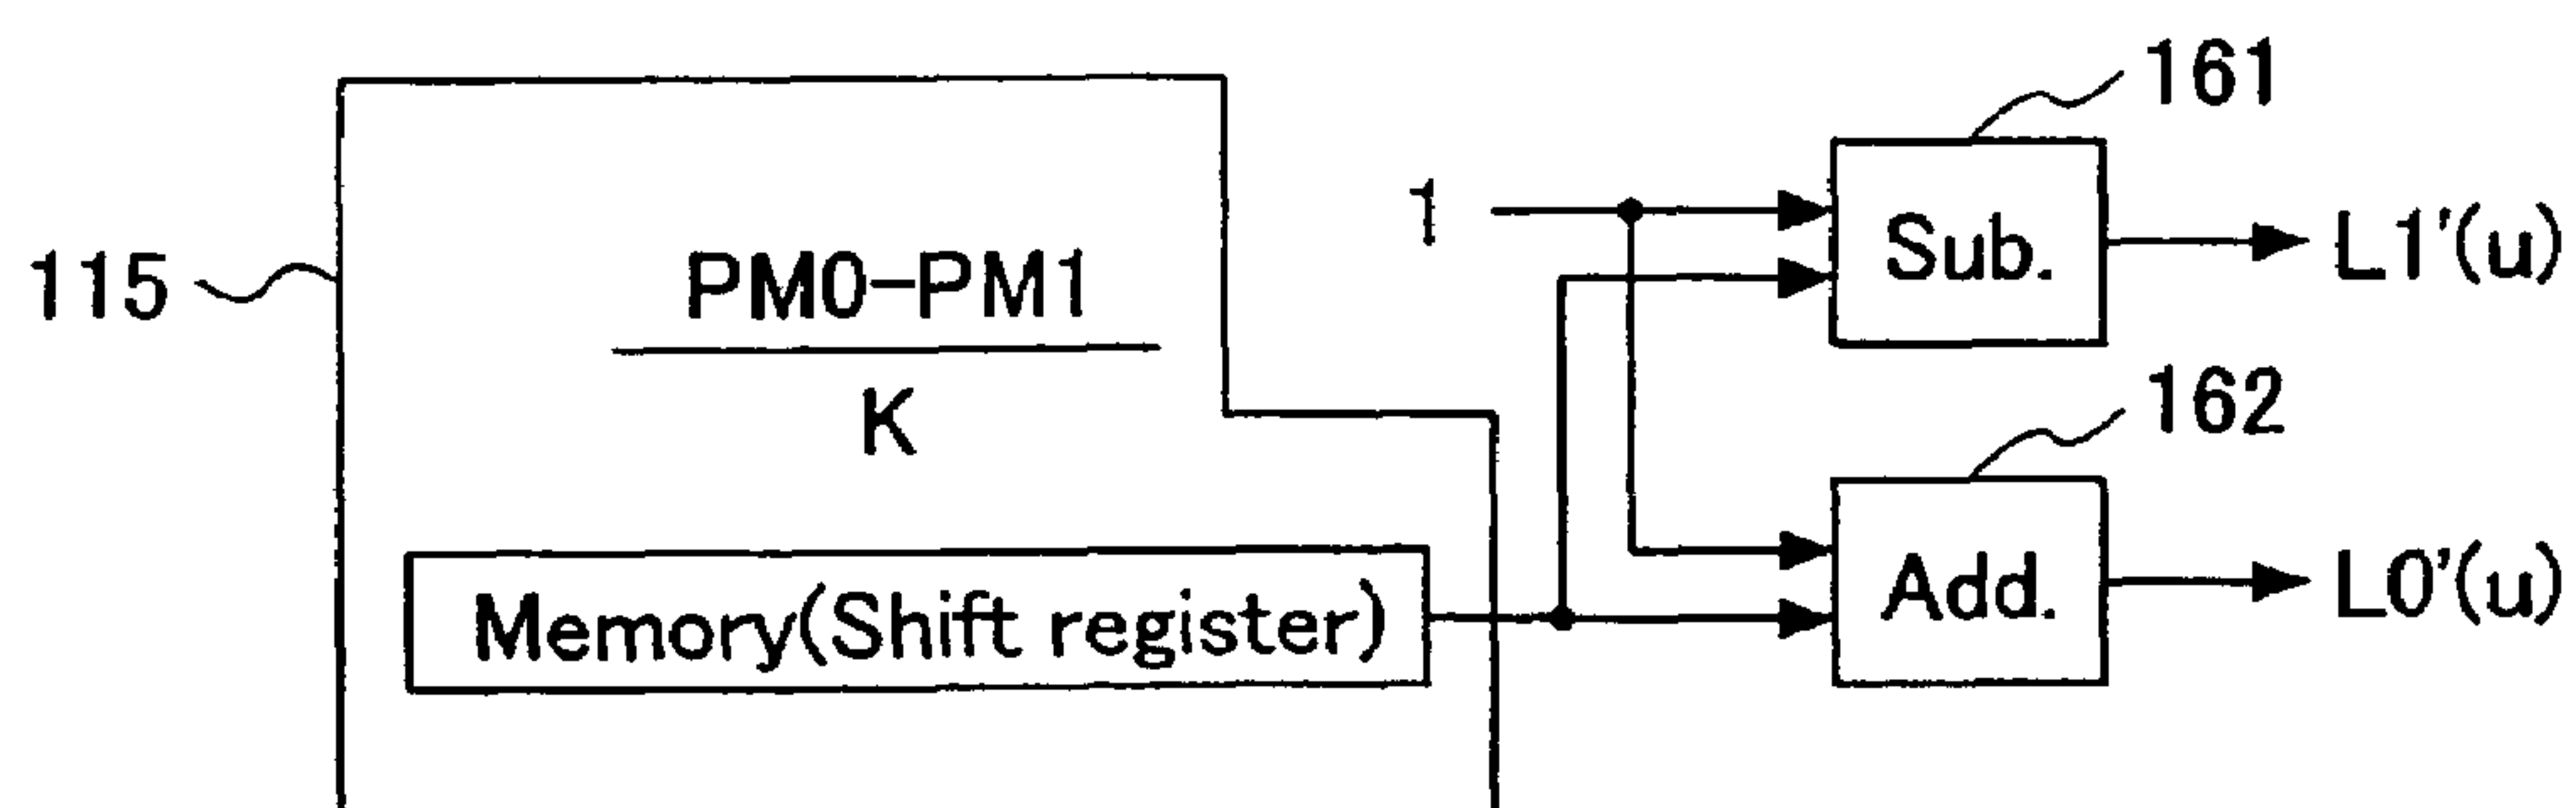 161
1
Sub.
L1'(u)
115
PM0-PM1
K
162
Memory(Shift register)
Add.
L0'(u)